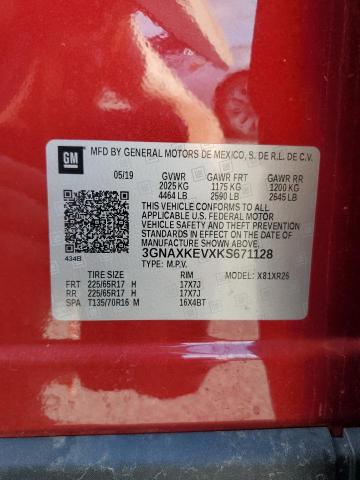 GM MFD BY GENERAL MOTORS DE MEXICO, S. DE R.L. DE C.V.
05/19 GVWR GAWR FRT GAWR RR
2025 KG 1175 KG 1200 KG
4464 LB 2590 LB 2645 LB
THIS VEHICLE CONFORMS TO ALL
APPLICABLE U.S. FEDERAL MOTOR
VEHICLE SAFETY AND THEFT PREVENTION
STANDARDS IN EFFECT ON THE DATE OF
MANUFACTURE SHOWN ABOVE.
434B 3GNAXKEVXKS671128
TYPE: M.P.V.
TIRE SIZE RIM MODEL: X81XR26
FRT 225/65R17 H 17X7J
RR 225/65R17 H 17X7J
SPA T135/70R16 M 16X4BT